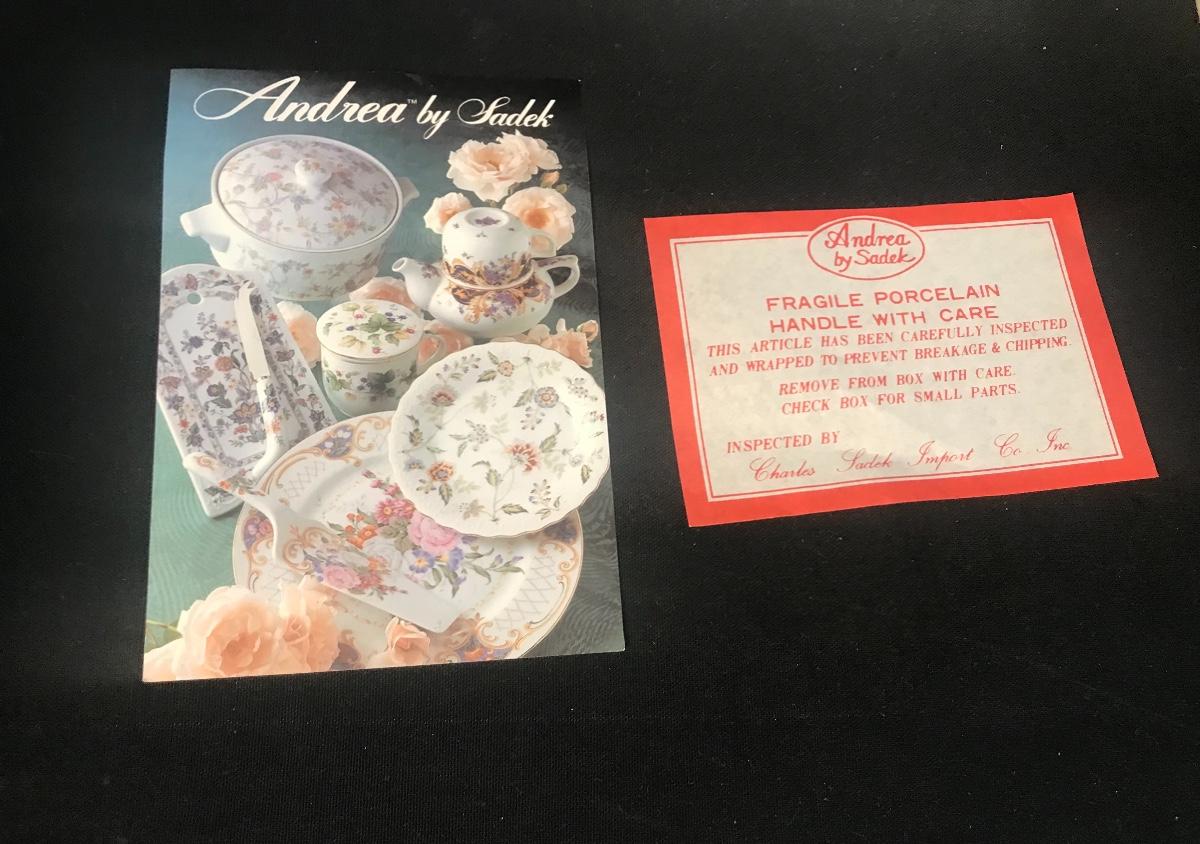 Andrea™ by Sadek
Andrea
by Sadek
FRAGILE PORCELAIN
HANDLE WITH CARE
THIS ARTICLE HAS BEEN CAREFULLY INSPECTED
AND WRAPPED TO PREVENT BREAKAGE & CHIPPING.
REMOVE FROM BOX WITH CARE.
CHECK BOX FOR SMALL PARTS.
INSPECTED BY
Charles Sadek Import Co. Inc.